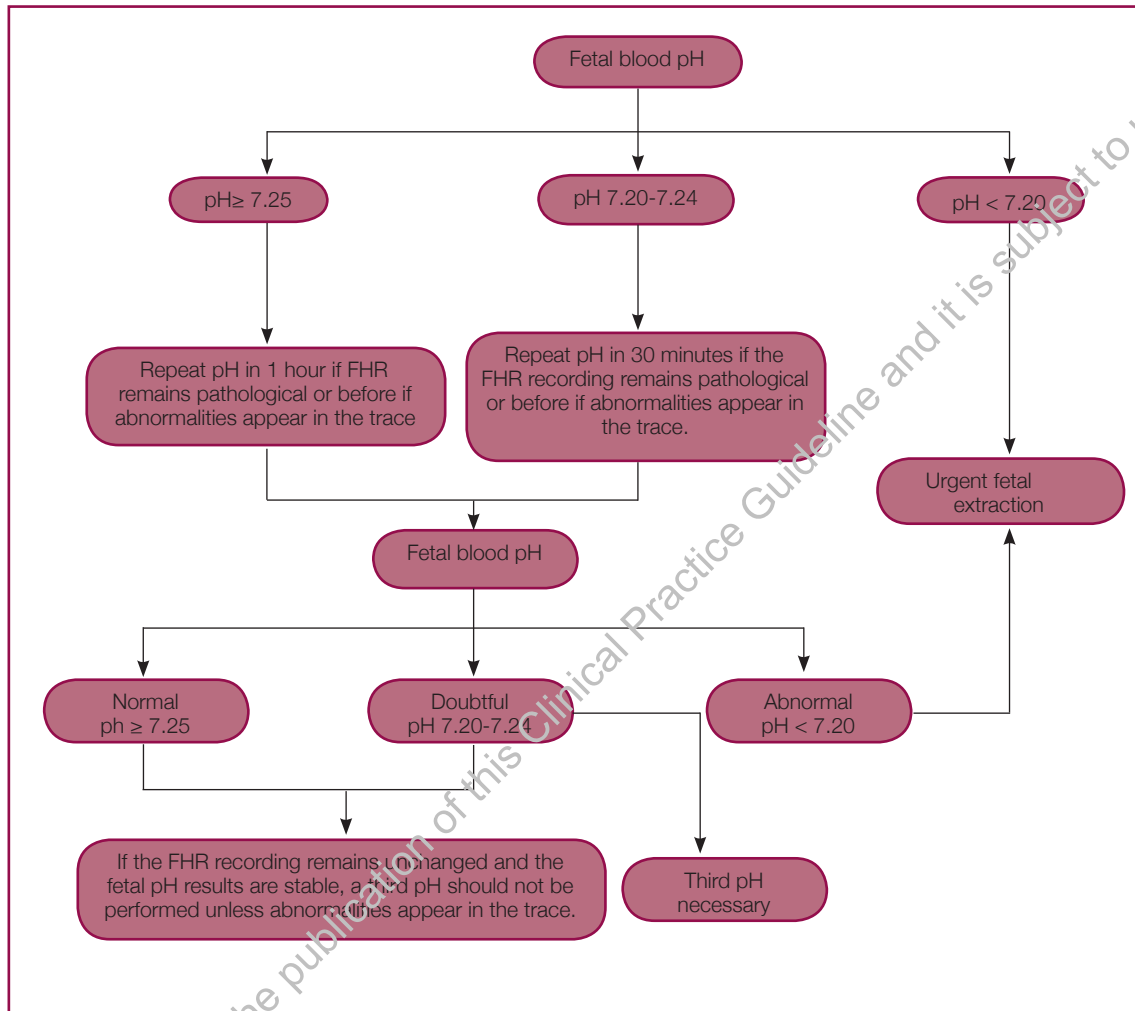 Fetal blood pH
pH≥ 7.25
pH 7.20-7.24
pH < 7.20
Repeat pH in 1 hour if FHR
remains pathological or before if
abnormalities appear in the trace
Repeat pH in 30 minutes if the
FHR recording remains pathological
or before if abnormalities appear in
the trace.
Urgent fetal
extraction
Fetal blood pH
Normal
ph ≥ 7.25
Doubtful
pH 7.20-7.24
Abnormal
pH < 7.20
If the FHR recording remains unchanged and the
fetal pH results are stable, a third pH should not be
performed unless abnormalities appear in the trace.
Third pH
necessary
publication of this Clinical Practice Guideline and it is subject to